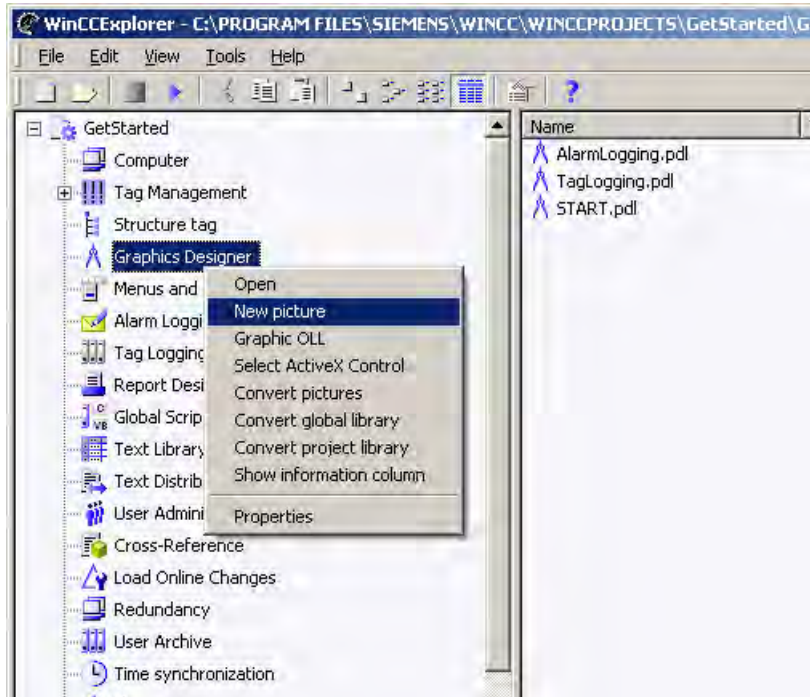 WinCCExplorer - C:\PROGRAM FILES\SIEMENS\WINCC\WINCCPROJECTS\GetStarted\G
File Edit View Tools Help
GetStarted
Computer
Tag Management
Structure tag
Graphics Designer
Menus and
Alarm Loggi
Tag Logging
Report Desi
Global Scrip
Text Library
Text Distrib
User Admini
Cross-Reference
Load Online Changes
Redundancy
User Archive
Time synchronization
Open
New picture
Graphic OLL
Select ActiveX Control
Convert pictures
Convert global library
Convert project library
Show information column
Properties
Name
AlarmLogging.pdl
TagLogging.pdl
START.pdl